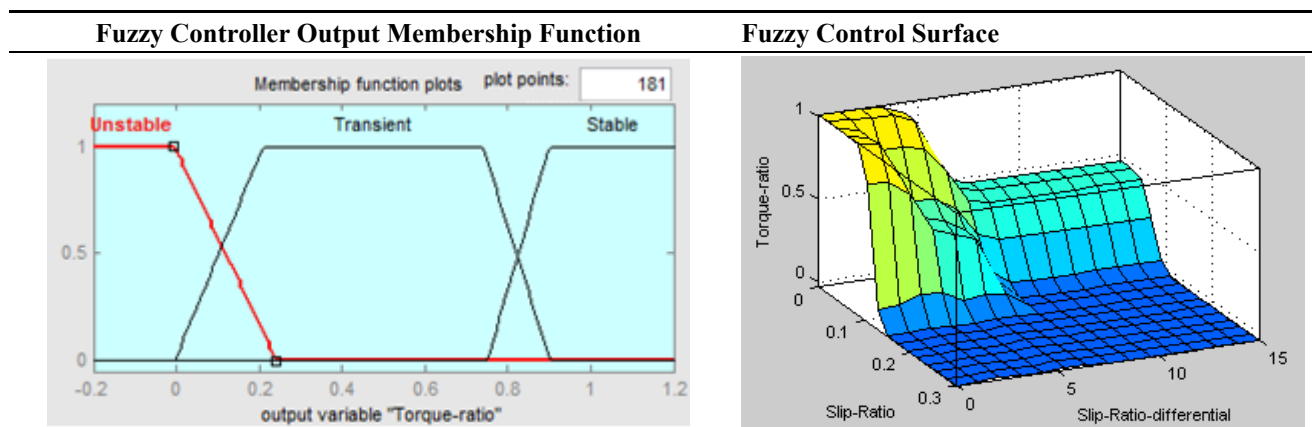 Fuzzy Controller Output Membership Function
Fuzzy Control Surface
Membership function plots plot points: 181
Unstable Transient Stable
1
0.5
0
-0.2 0 0.2 0.4 0.6 0.8 1 1.2
output variable "Torque-ratio"
Torque-ratio
1
0.5
0
0
0.1
0.2
0.3
Slip-Ratio
0
5
10
15
Slip-Ratio-differential